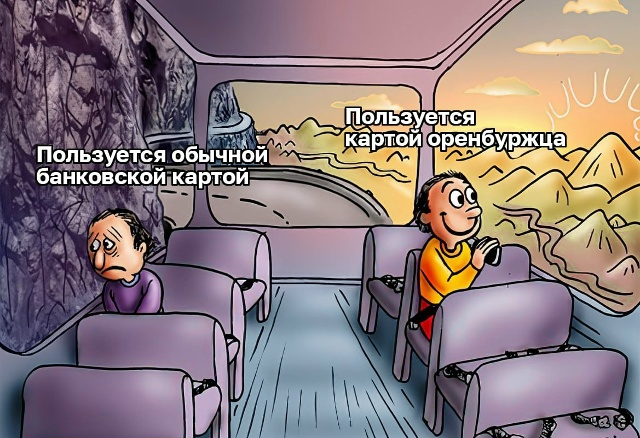 Пользуется обычной
банковской картой
Пользуется
картой оренбуржца